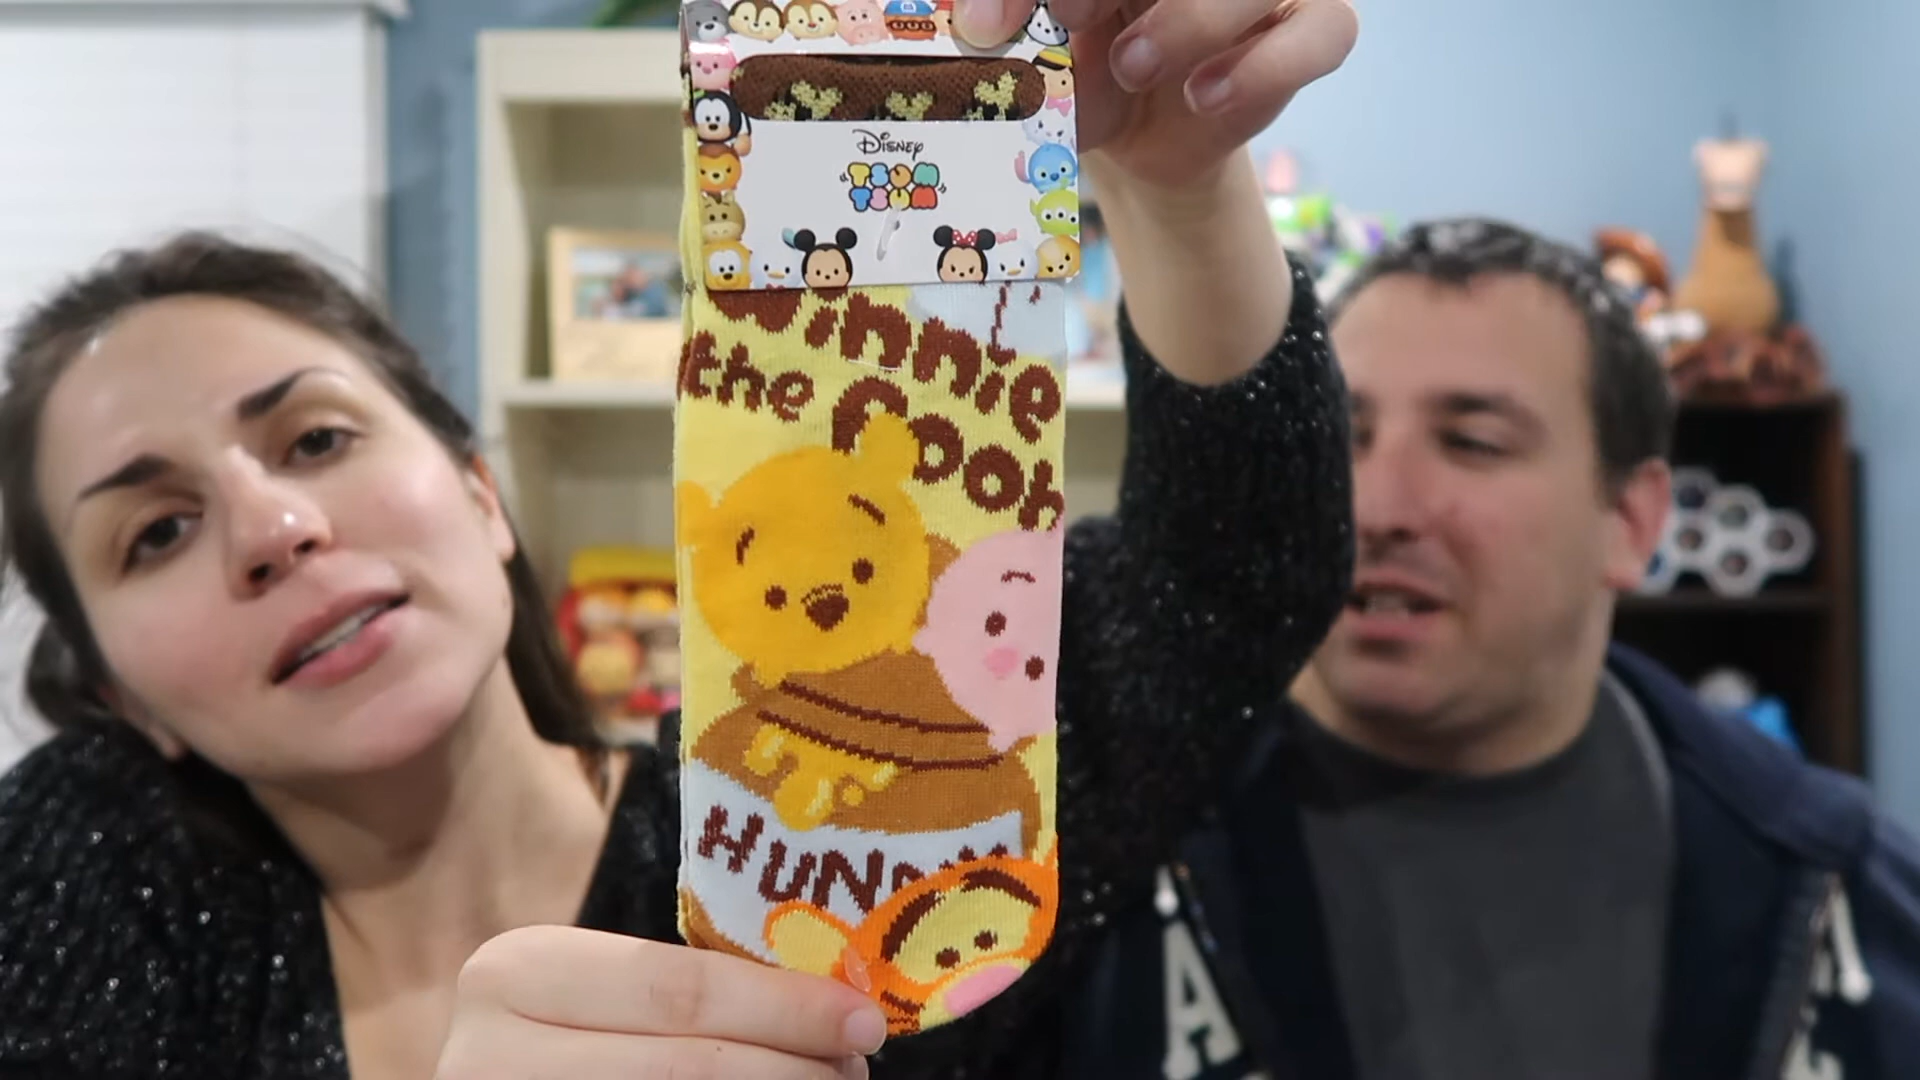 Disney
TSUM
TSUM
Winnie
the Pooh
HUN
A